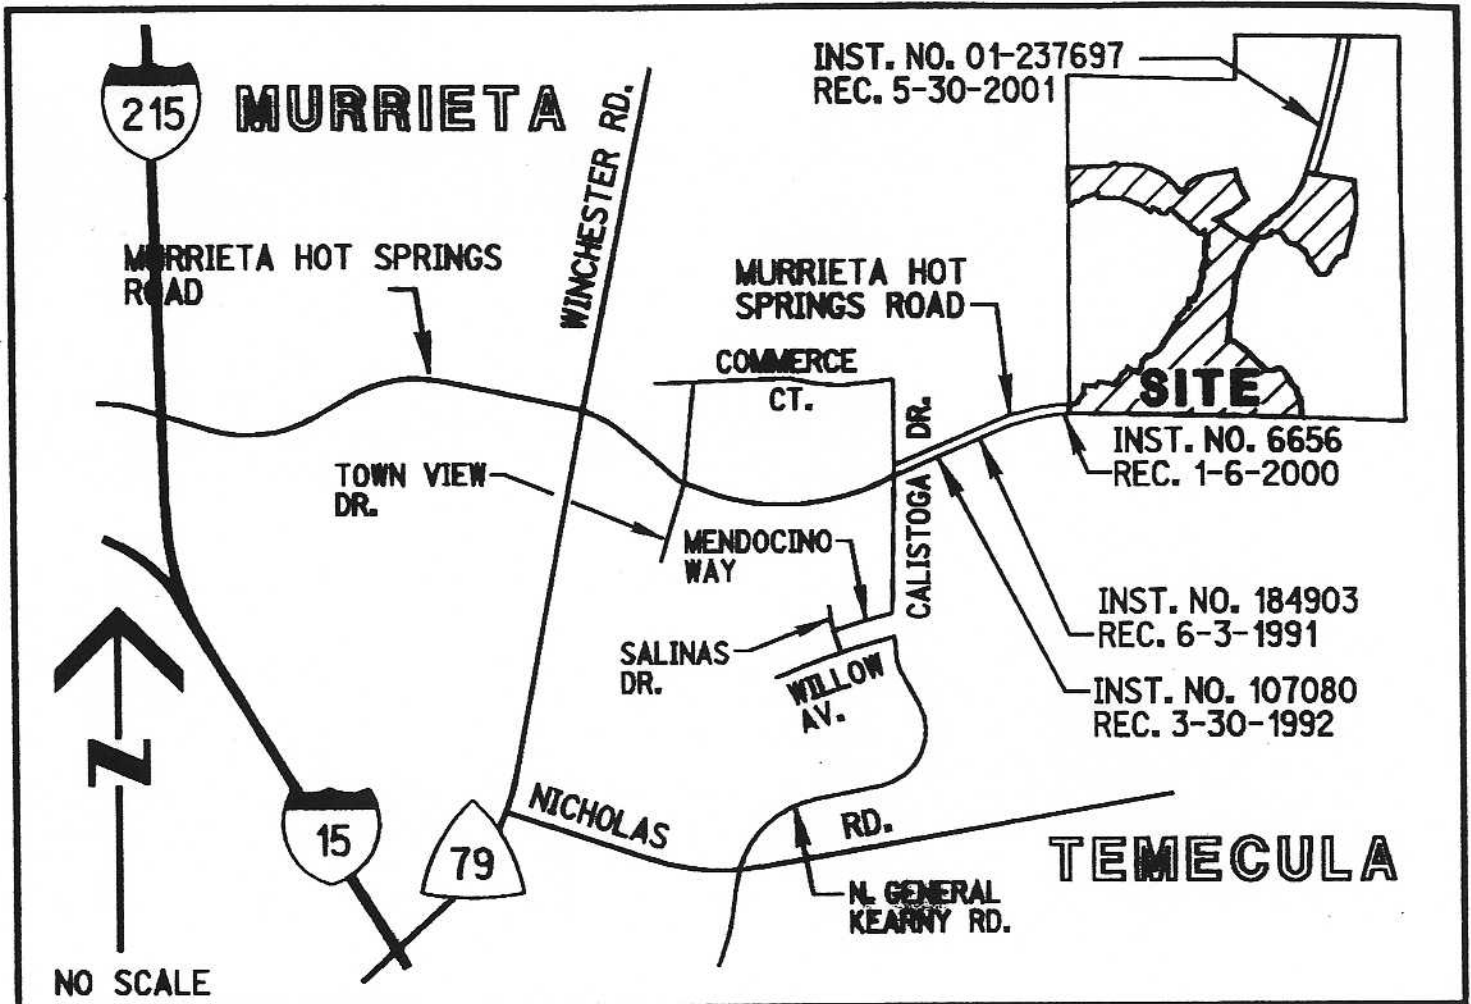 INST. NO. 01-237697
REC. 5-30-2001
215
MURRIETA
WINCHESTER RD.
MURRIETA HOT SPRINGS
ROAD
MURRIETA HOT
SPRINGS ROAD
COMMERCE
CT.
SITE
CALISTOGA DR.
INST. NO. 6656
REC. 1-6-2000
TOWN VIEW
DR.
MENDOCINO
WAY
INST. NO. 184903
REC. 6-3-1991
SALINAS
DR.
WILLOW
AV.
INST. NO. 107080
REC. 3-30-1992
N
NICHOLAS RD.
15
79
TEMECULA
N. GENERAL
KEARNY RD.
NO SCALE